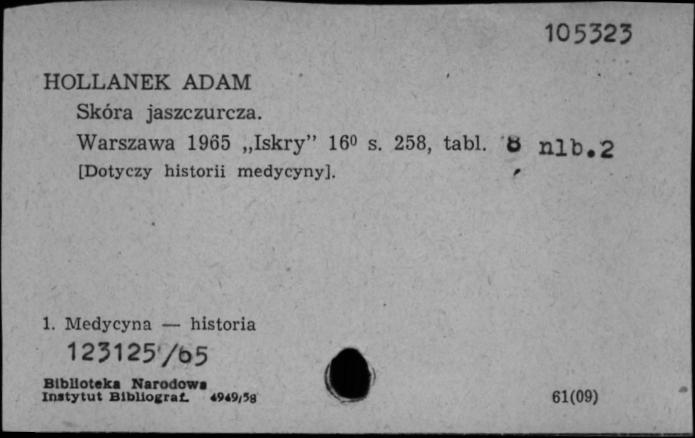 105323
HOLLANEK ADAM
Skóra jaszczurcza.
Warszawa 1965 „Iskry” 16⁰ s. 258, tabl. 8 nlb.2
[Dotyczy historii medycyny].
1. Medycyna — historia
123125/65
Biblioteka Narodowa
Instytut Bibliograf. 4949/58
61(09)